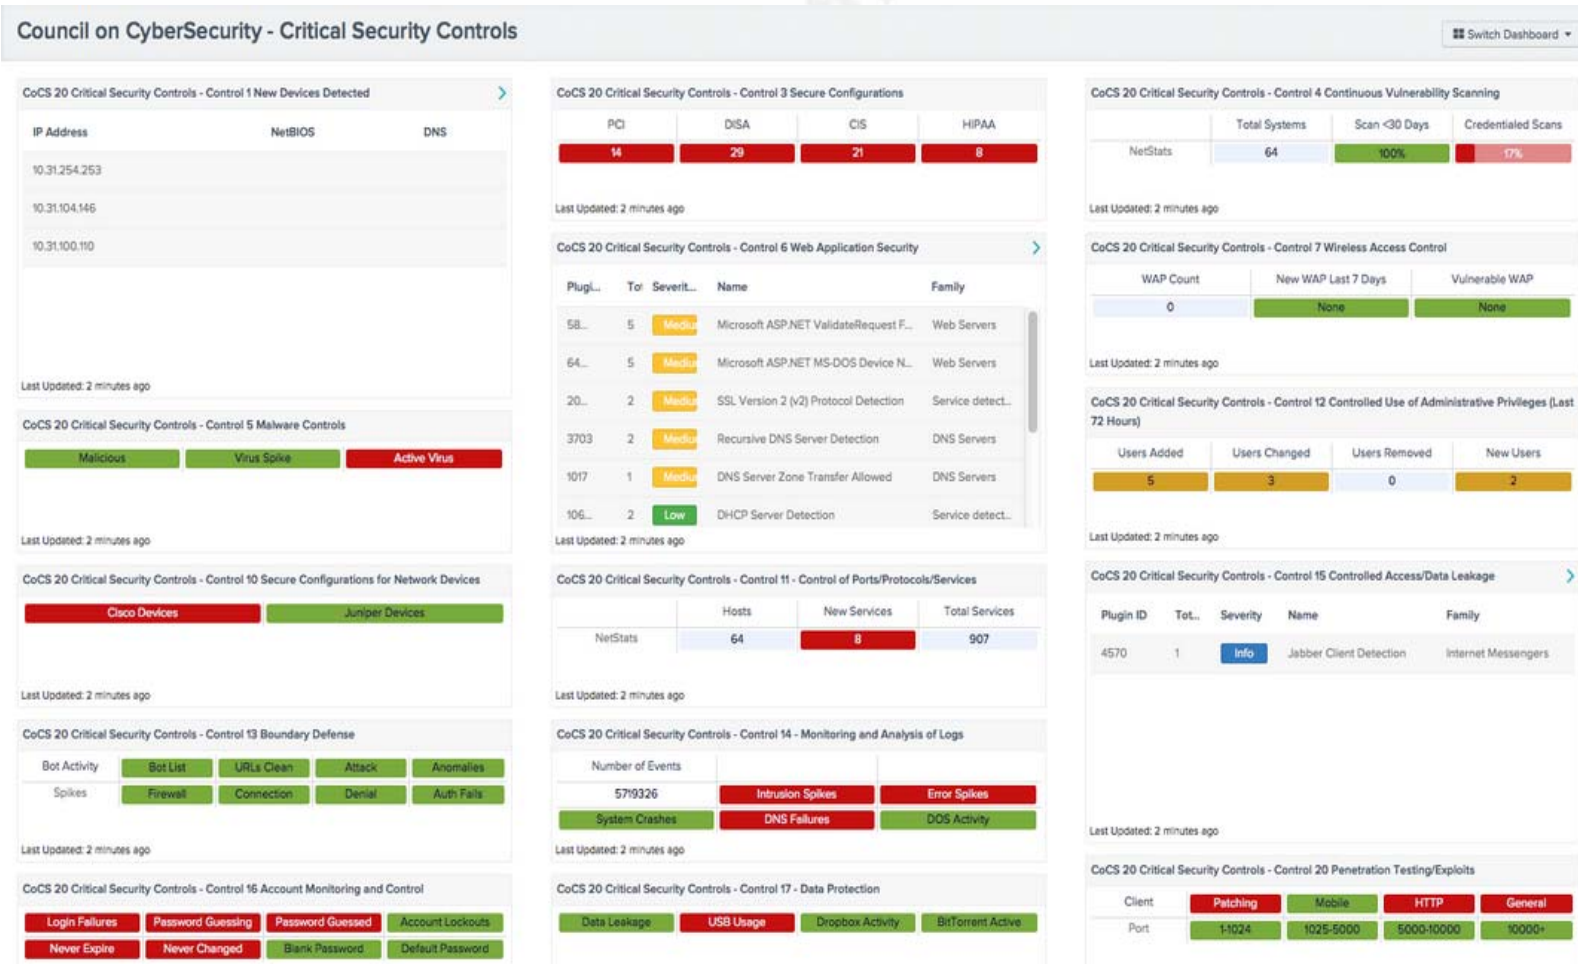 Council on CyberSecurity - Critical Security Controls
Switch Dashboard
CoCS 20 Critical Security Controls - Control 1 New Devices Detected
IP Address NetBIOS DNS
10.31.254.253
10.31.104.146
10.31.100.110
Last Updated: 2 minutes ago
CoCS 20 Critical Security Controls - Control 5 Malware Controls
Malicious Virus Spike Active Virus
Last Updated: 2 minutes ago
CoCS 20 Critical Security Controls - Control 10 Secure Configurations for Network Devices
Cisco Devices Juniper Devices
Last Updated: 2 minutes ago
CoCS 20 Critical Security Controls - Control 13 Boundary Defense
Bot Activity Bot List URLs Clean Attack Anomalies
Spikes Firewall Connection Denial Auth Fails
Last Updated: 2 minutes ago
CoCS 20 Critical Security Controls - Control 16 Account Monitoring and Control
Login Failures Password Guessing Password Guessed Account Lockouts
Never Expire Never Changed Blank Password Default Password
CoCS 20 Critical Security Controls - Control 3 Secure Configurations
PCI DISA CIS HIPAA
14 29 21 8
Last Updated: 2 minutes ago
CoCS 20 Critical Security Controls - Control 6 Web Application Security
Plugi... Tot Severit... Name Family
58... 5 Medium Microsoft ASP.NET ValidateRequest F... Web Servers
64... 5 Medium Microsoft ASP.NET MS-DOS Device N... Web Servers
20... 2 Medium SSL Version 2 (v2) Protocol Detection Service detect...
3703 2 Medium Recursive DNS Server Detection DNS Servers
1017 1 Medium DNS Server Zone Transfer Allowed DNS Servers
106... 2 Low DHCP Server Detection Service detect...
Last Updated: 2 minutes ago
CoCS 20 Critical Security Controls - Control 11 - Control of Ports/Protocols/Services
Hosts New Services Total Services
NetStats 64 8 907
Last Updated: 2 minutes ago
CoCS 20 Critical Security Controls - Control 14 - Monitoring and Analysis of Logs
Number of Events
5719326 Intrusion Spikes Error Spikes
System Crashes DNS Failures DOS Activity
Last Updated: 2 minutes ago
CoCS 20 Critical Security Controls - Control 17 - Data Protection
Data Leakage USB Usage Dropbox Activity BitTorrent Active
CoCS 20 Critical Security Controls - Control 4 Continuous Vulnerability Scanning
Total Systems Scan <30 Days Credentialed Scans
NetStats 64 100% 17%
Last Updated: 2 minutes ago
CoCS 20 Critical Security Controls - Control 7 Wireless Access Control
WAP Count New WAP Last 7 Days Vulnerable WAP
0 None None
Last Updated: 2 minutes ago
CoCS 20 Critical Security Controls - Control 12 Controlled Use of Administrative Privileges (Last
72 Hours)
Users Added Users Changed Users Removed New Users
5 3 0 2
Last Updated: 2 minutes ago
CoCS 20 Critical Security Controls - Control 15 Controlled Access/Data Leakage
Plugin ID Tot... Severity Name Family
4570 1 Info Jabber Client Detection Internet Messengers
Last Updated: 2 minutes ago
CoCS 20 Critical Security Controls - Control 20 Penetration Testing/Exploits
Client Patching Mobile HTTP General
Port 1-1024 1025-5000 5000-10000 10000+